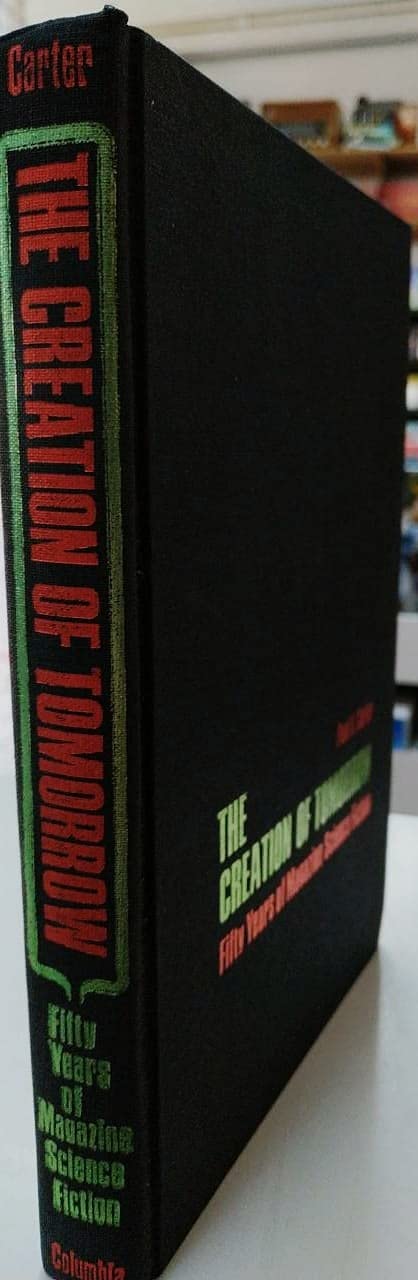 Carter
THE CREATION OF TOMORROW
Fifty
Years
of
Magazine
Science
Fiction
Columbia
THE
CREATION OF TOMORROW
Fifty Years of Magazine Science Fiction